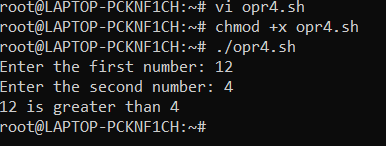 root@LAPTOP-PCKNF1CH:~# vi opr4.sh
root@LAPTOP-PCKNF1CH:~# chmod +x opr4.sh
root@LAPTOP-PCKNF1CH:~# ./opr4.sh
Enter the first number: 12
Enter the second number: 4
12 is greater than 4
root@LAPTOP-PCKNF1CH:~#